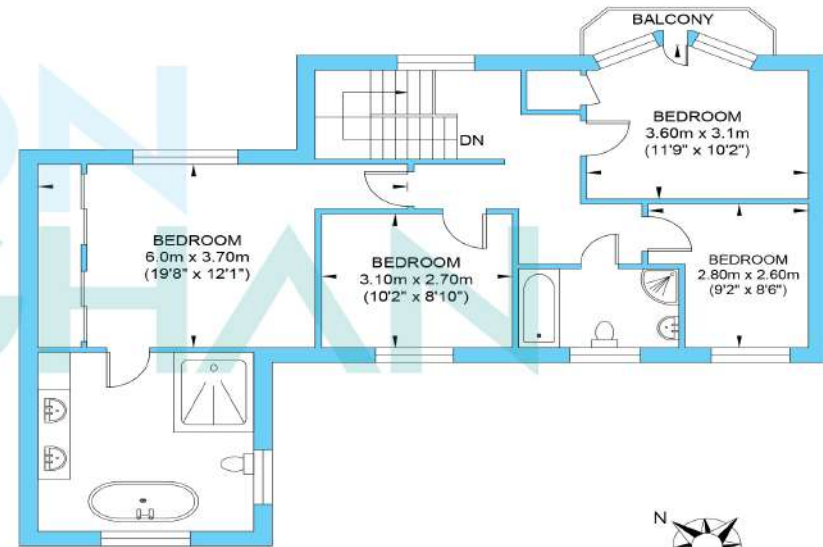 BALCONY
BEDROOM
3.60m x 3.1m
(11'9" x 10'2")
DN
BEDROOM
6.0m x 3.70m
(19'8" x 12'1")
BEDROOM
3.10m x 2.70m
(10'2" x 8'10")
BEDROOM
2.80m x 2.60m
(9'2" x 8'6")
N